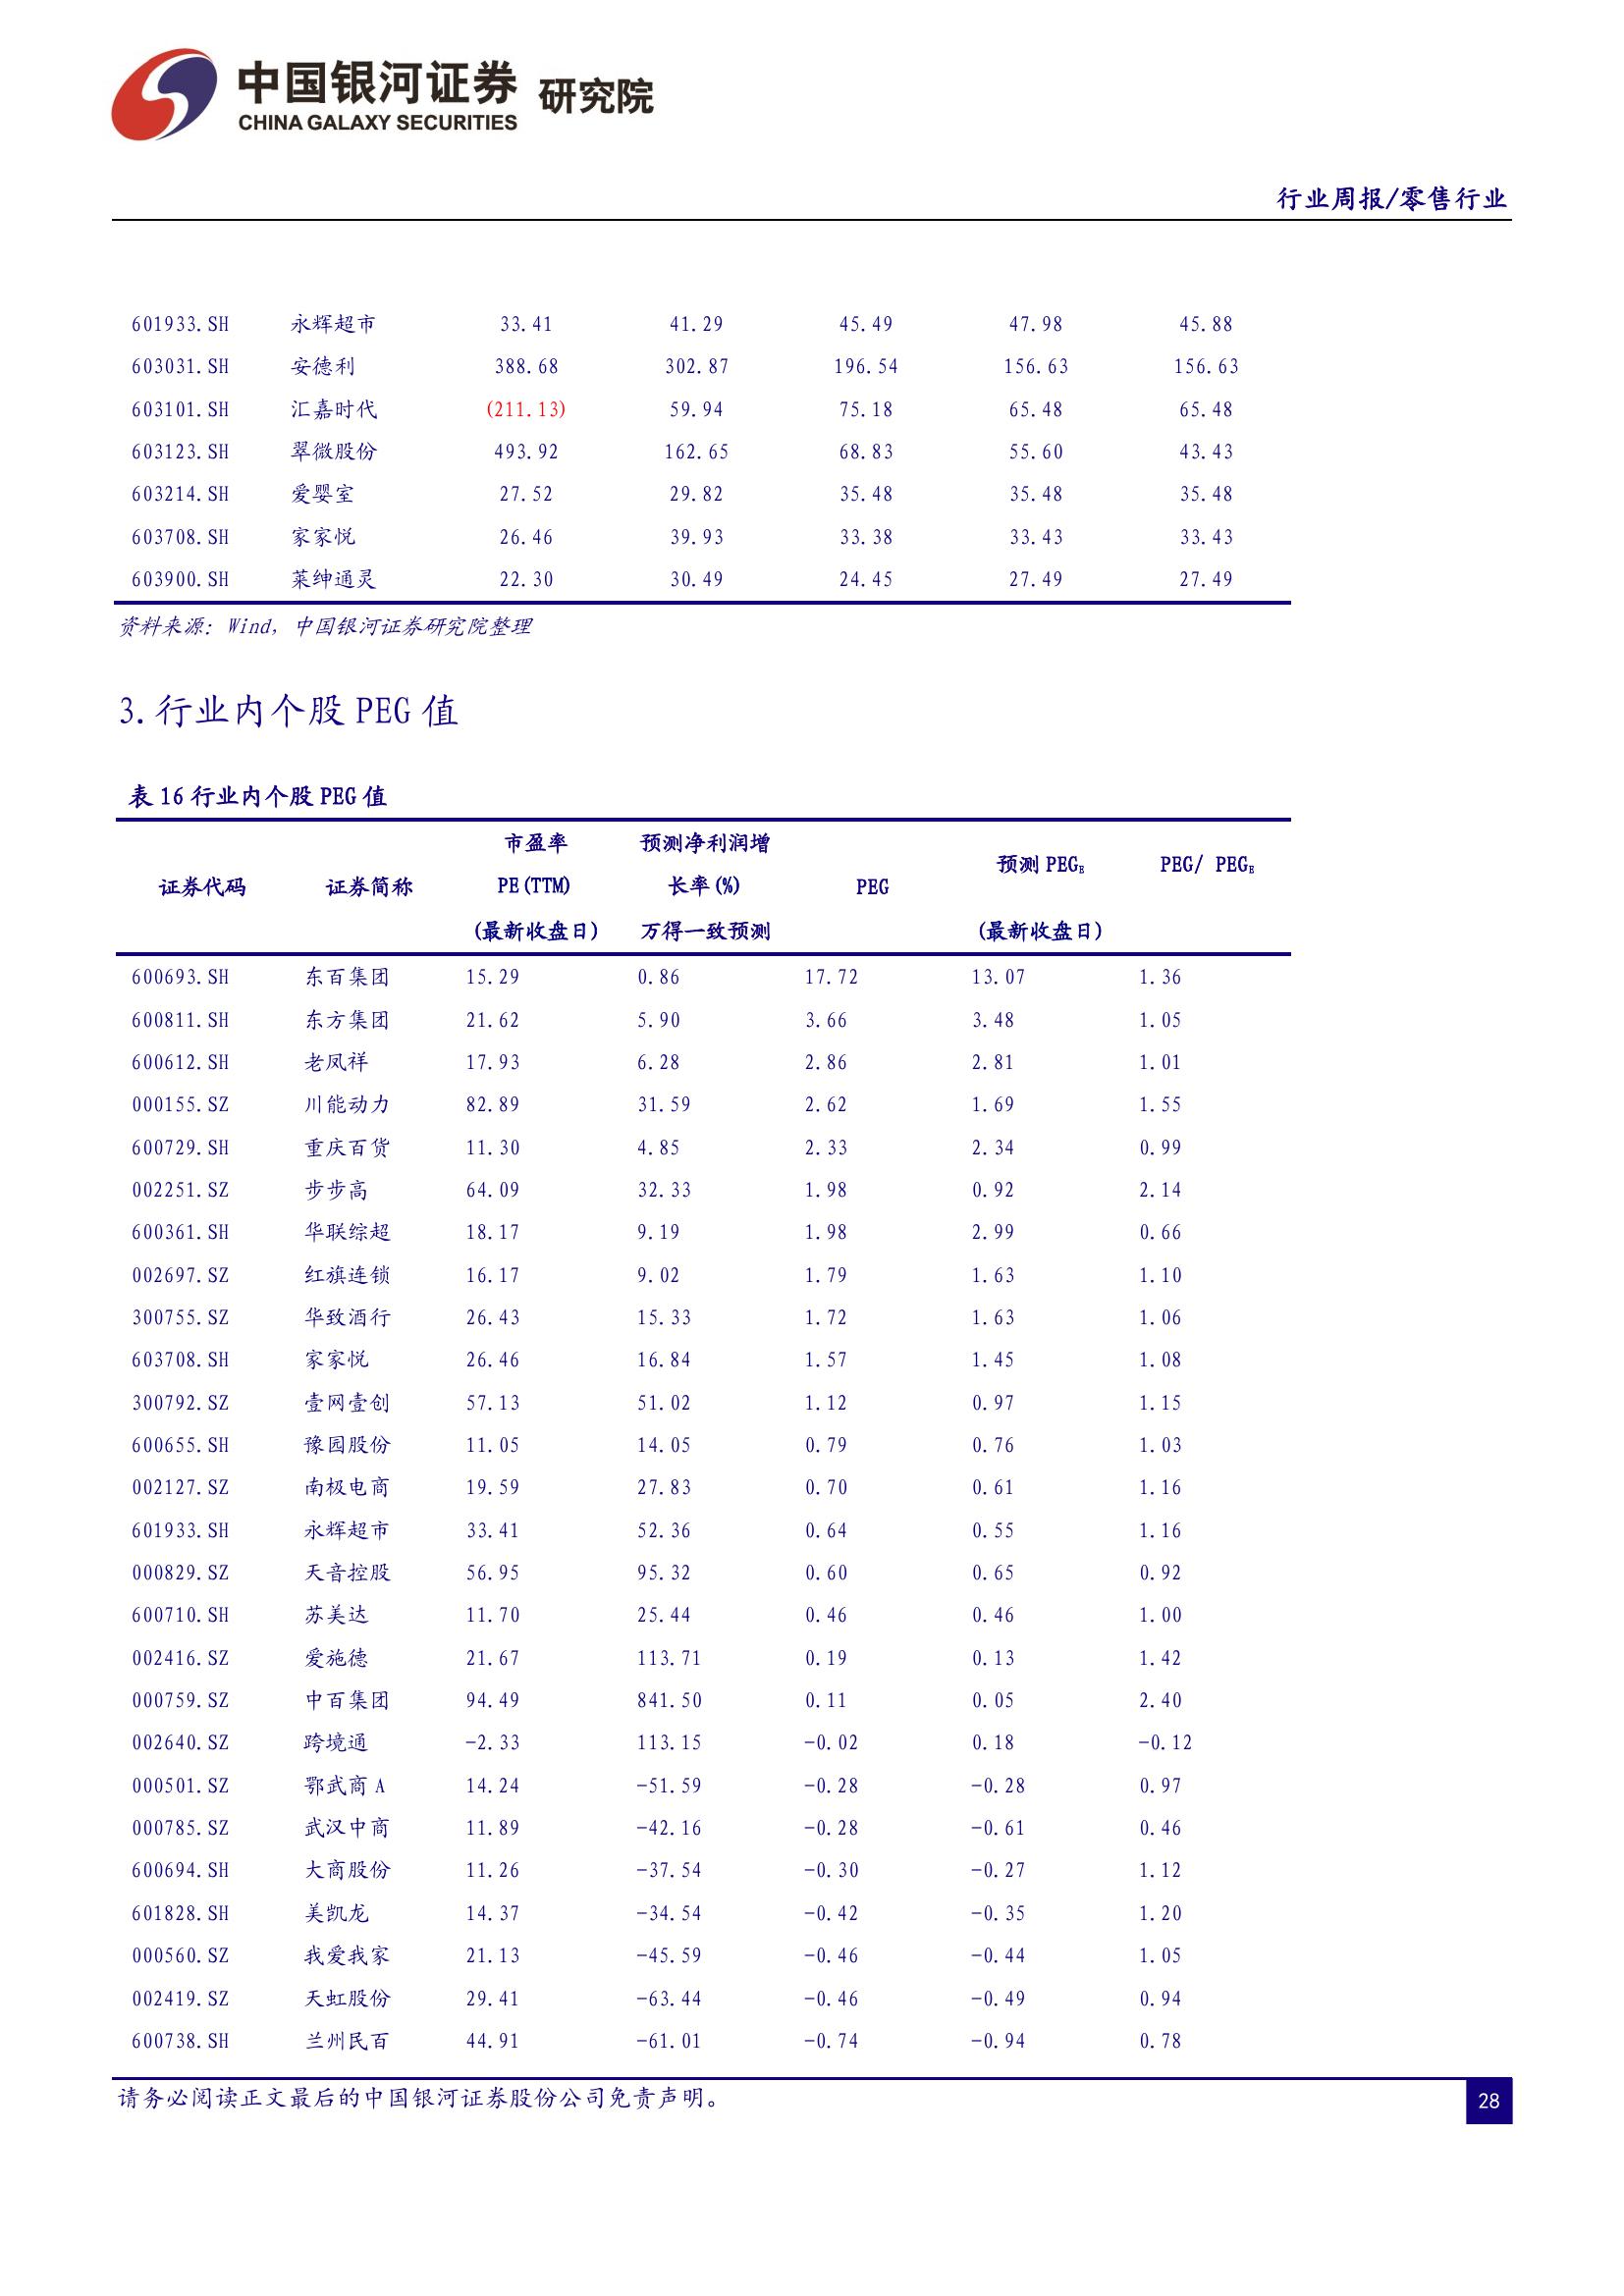 中国银河证券 研究院
CHINA GALAXY SECURITIES
行业周报/零售行业
601933.SH 永辉超市 33.41 41.29 45.49 47.98 45.88
603031.SH 安德利 388.68 302.87 196.54 156.63 156.63
603101.SH 汇嘉时代 (211.13) 59.94 75.18 65.48 65.48
603123.SH 翠微股份 493.92 162.65 68.83 55.60 43.43
603214.SH 爱婴室 27.52 29.82 35.48 35.48 35.48
603708.SH 家家悦 26.46 39.93 33.38 33.43 33.43
603900.SH 莱绅通灵 22.30 30.49 24.45 27.49 27.49
资料来源：Wind，中国银河证券研究院整理
3.行业内个股 PEG 值
表 16 行业内个股 PEG 值
市盈率 预测净利润增
预测 PEGE PEG/ PEGE
证券代码 证券简称 PE(TTM) 长率(%) PEG
(最新收盘日) 万得一致预测 (最新收盘日)
600693.SH 东百集团 15.29 0.86 17.72 13.07 1.36
600811.SH 东方集团 21.62 5.90 3.66 3.48 1.05
600612.SH 老凤祥 17.93 6.28 2.86 2.81 1.01
000155.SZ 川能动力 82.89 31.59 2.62 1.69 1.55
600729.SH 重庆百货 11.30 4.85 2.33 2.34 0.99
002251.SZ 步步高 64.09 32.33 1.98 0.92 2.14
600361.SH 华联综超 18.17 9.19 1.98 2.99 0.66
002697.SZ 红旗连锁 16.17 9.02 1.79 1.63 1.10
300755.SZ 华致酒行 26.43 15.33 1.72 1.63 1.06
603708.SH 家家悦 26.46 16.84 1.57 1.45 1.08
300792.SZ 壹网壹创 57.13 51.02 1.12 0.97 1.15
600655.SH 豫园股份 11.05 14.05 0.79 0.76 1.03
002127.SZ 南极电商 19.59 27.83 0.70 0.61 1.16
601933.SH 永辉超市 33.41 52.36 0.64 0.55 1.16
000829.SZ 天音控股 56.95 95.32 0.60 0.65 0.92
600710.SH 苏美达 11.70 25.44 0.46 0.46 1.00
002416.SZ 爱施德 21.67 113.71 0.19 0.13 1.42
000759.SZ 中百集团 94.49 841.50 0.11 0.05 2.40
002640.SZ 跨境通 -2.33 113.15 -0.02 0.18 -0.12
000501.SZ 鄂武商 A 14.24 -51.59 -0.28 -0.28 0.97
000785.SZ 武汉中商 11.89 -42.16 -0.28 -0.61 0.46
600694.SH 大商股份 11.26 -37.54 -0.30 -0.27 1.12
601828.SH 美凯龙 14.37 -34.54 -0.42 -0.35 1.20
000560.SZ 我爱我家 21.13 -45.59 -0.46 -0.44 1.05
002419.SZ 天虹股份 29.41 -63.44 -0.46 -0.49 0.94
600738.SH 兰州民百 44.91 -61.01 -0.74 -0.94 0.78
请务必阅读正文最后的中国银河证券股份公司免责声明。
28